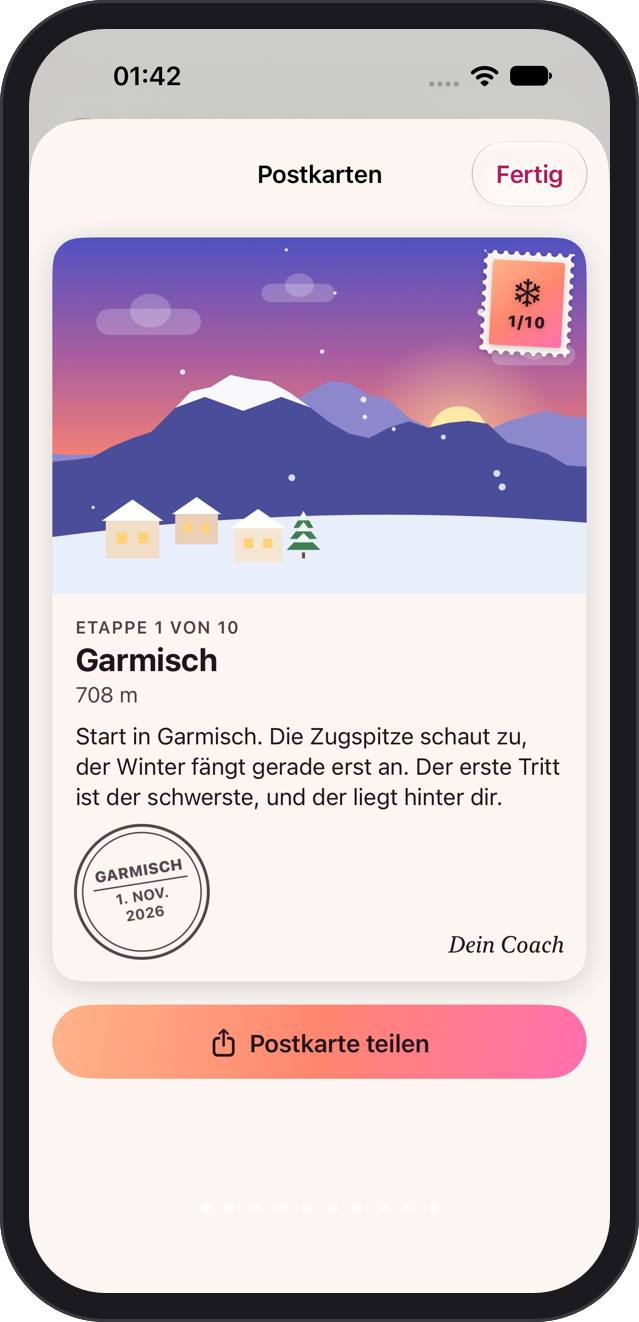 01:42
Postkarten
Fertig
1/10
ETAPPE 1 VON 10
Garmisch
708 m
Start in Garmisch. Die Zugspitze schaut zu,
der Winter fängt gerade erst an. Der erste Tritt
ist der schwerste, und der liegt hinter dir.
GARMISCH
1. NOV.
2026
Dein Coach
Postkarte teilen